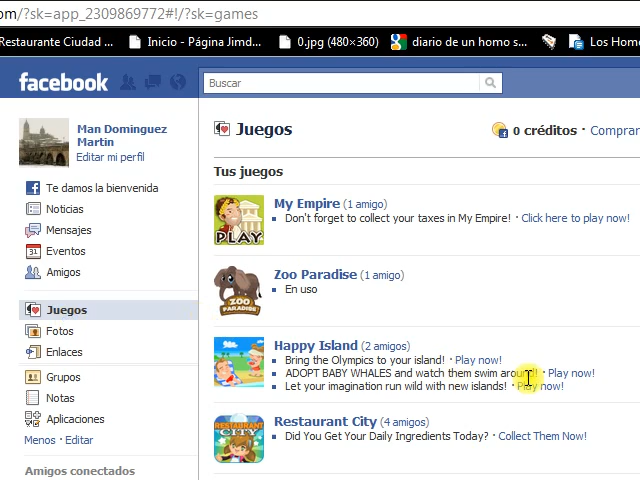 om/?sk=app_2309869772#!/?sk=games
Restaurante Ciudad ... Inicio - Página Jimd... 0.jpg (480×360) diario de un homo s... Los Home
facebook Buscar
Man Dominguez Martin
Editar mi perfil
Te damos la bienvenida
Noticias
Mensajes
31 Eventos
Amigos
Juegos
Fotos
Enlaces
Grupos
Notas
Aplicaciones
Menos · Editar
Amigos conectados
Juegos
0 créditos · Comprar
Tus juegos
PLAY
My Empire (1 amigo)
Don't forget to collect your taxes in My Empire! · Click here to play now!
ZOO PARADISE
Zoo Paradise (1 amigo)
En uso
Happy Island (2 amigos)
Bring the Olympics to your island! · Play now!
ADOPT BABY WHALES and watch them swim around! · Play now!
Let your imagination run wild with new islands! · Play now!
RESTAURANT CITY
Restaurant City (4 amigos)
Did You Get Your Daily Ingredients Today? · Collect Them Now!